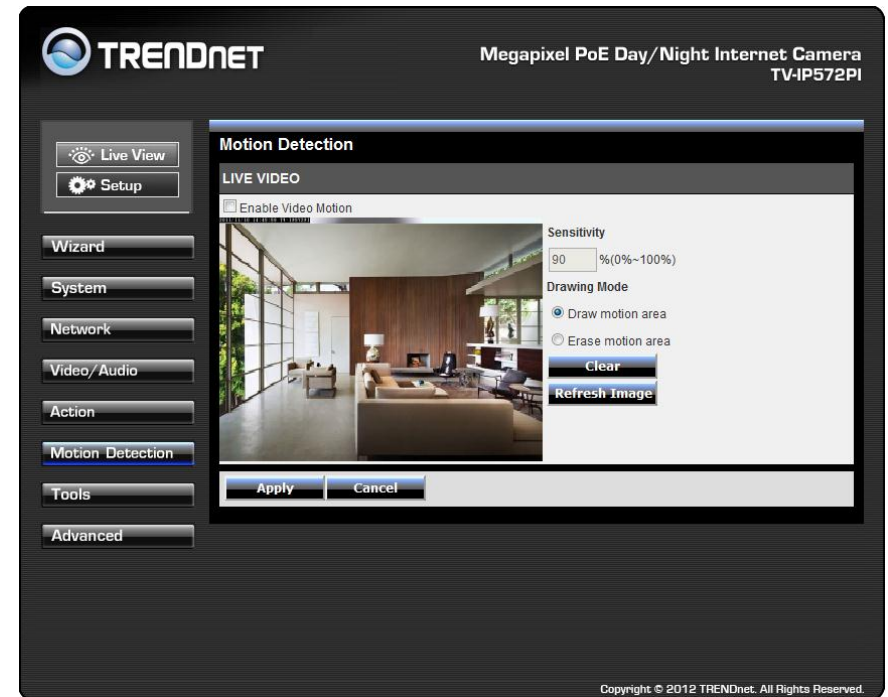 TRENDNET
Megapixel PoE Day/Night Internet Camera
TV-IP572PI
Live View
Setup
Wizard
System
Network
Video/Audio
Action
Motion Detection
Tools
Advanced
Motion Detection
LIVE VIDEO
Enable Video Motion
Sensitivity
90 %(0%~100%)
Drawing Mode
Draw motion area
Erase motion area
Clear
Refresh Image
Apply Cancel
Copyright © 2012 TRENDnet. All Rights Reserved.